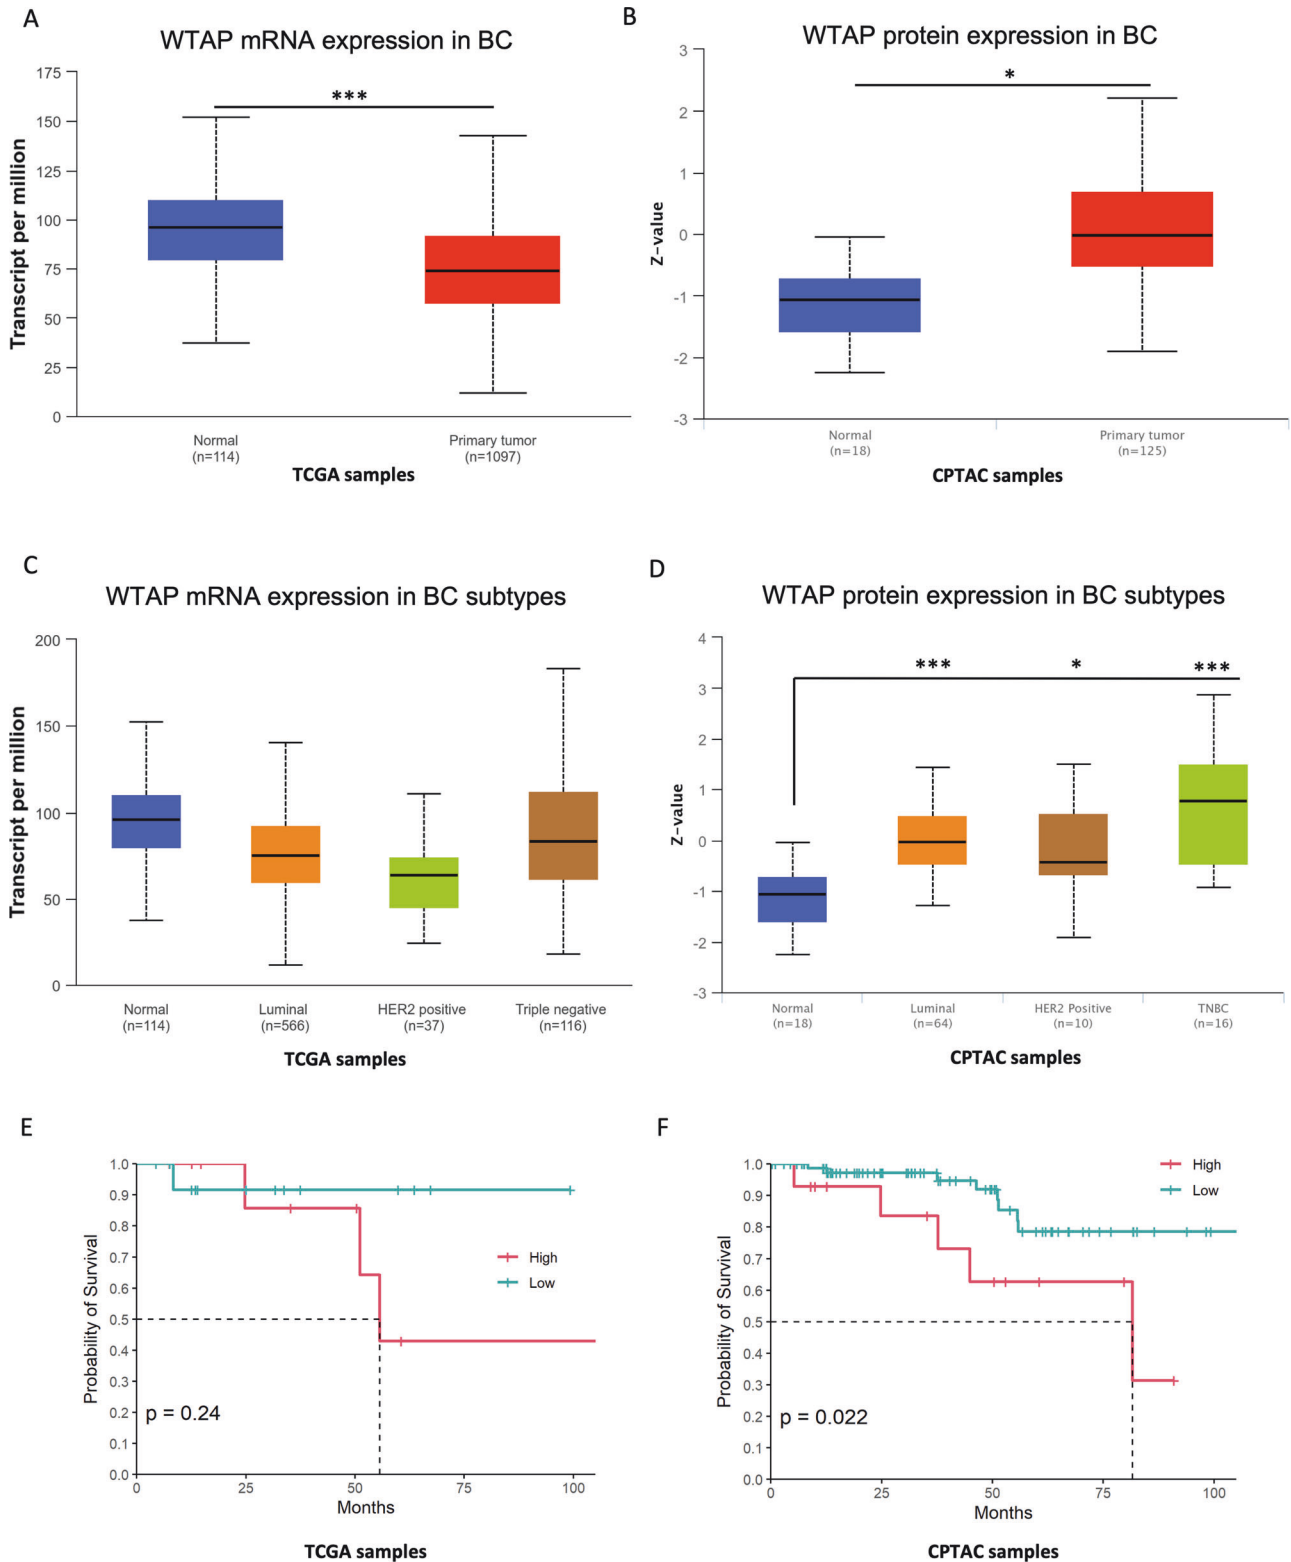 A
WTAP mRNA expression in BC
Transcript per million
175
150
125
100
75
50
25
0
***
Normal
(n=114)
Primary tumor
(n=1097)
TCGA samples
B
WTAP protein expression in BC
Z-value
3
2
1
0
-1
-2
-3
*
Normal
(n=18)
Primary tumor
(n=125)
CPTAC samples
C
WTAP mRNA expression in BC subtypes
Transcript per million
200
150
100
50
0
Normal
(n=114)
Luminal
(n=566)
HER2 positive
(n=37)
Triple negative
(n=116)
TCGA samples
D
WTAP protein expression in BC subtypes
Z-value
4
3
2
1
0
-1
-2
-3
***
*
***
Normal
(n=18)
Luminal
(n=64)
HER2 Positive
(n=10)
TNBC
(n=16)
CPTAC samples
E
Probability of Survival
1.0
0.9
0.8
0.7
0.6
0.5
0.4
0.3
0.2
0.1
0.0
High
Low
p = 0.24
0
25
50
75
100
Months
TCGA samples
F
Probability of Survival
1.0
0.9
0.8
0.7
0.6
0.5
0.4
0.3
0.2
0.1
0.0
High
Low
p = 0.022
0
25
50
75
100
Months
CPTAC samples